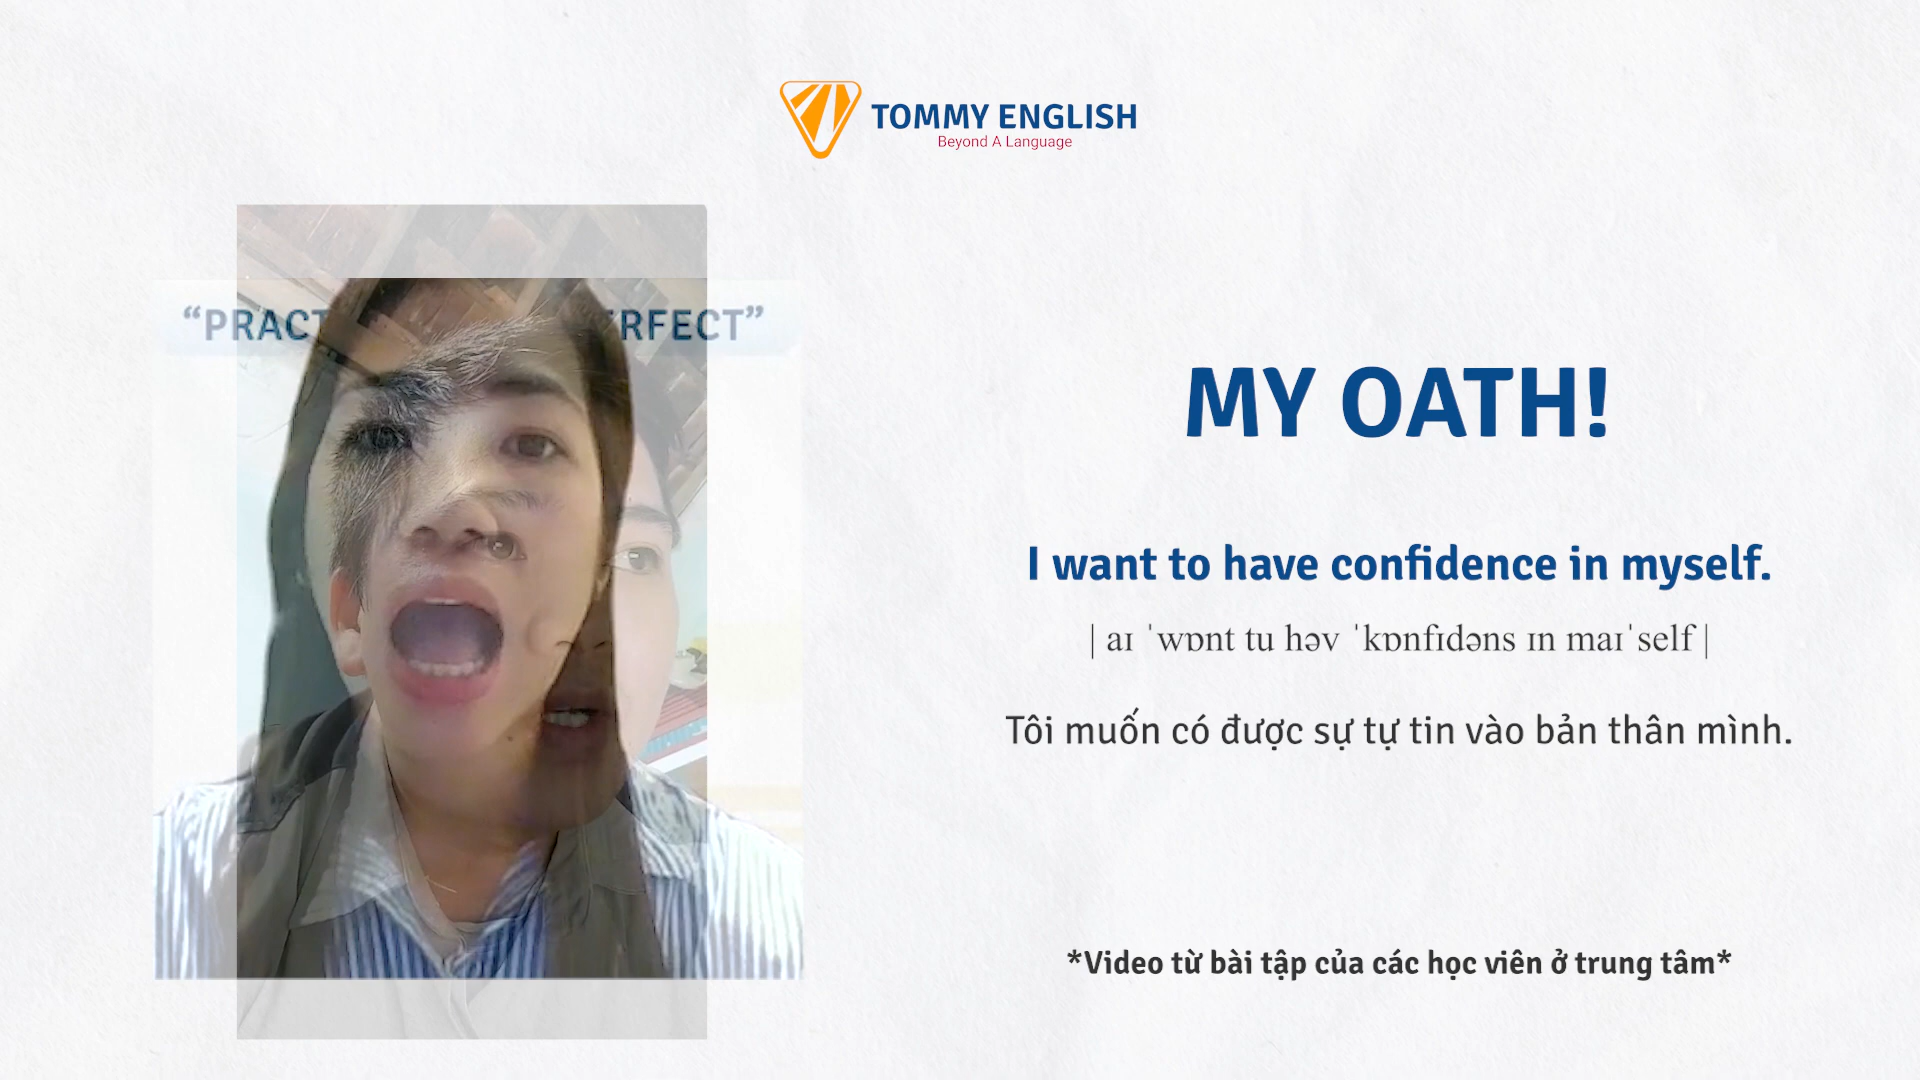 TOMMY ENGLISH
Beyond A Language
“PRACT RFECT”
MY OATH!
I want to have confidence in myself.
| aɪ ˈwɒnt tu həv ˈkɒnfɪdəns ɪn maɪˈself |
Tôi muốn có được sự tự tin vào bản thân mình.
*Video từ bài tập của các học viên ở trung tâm*